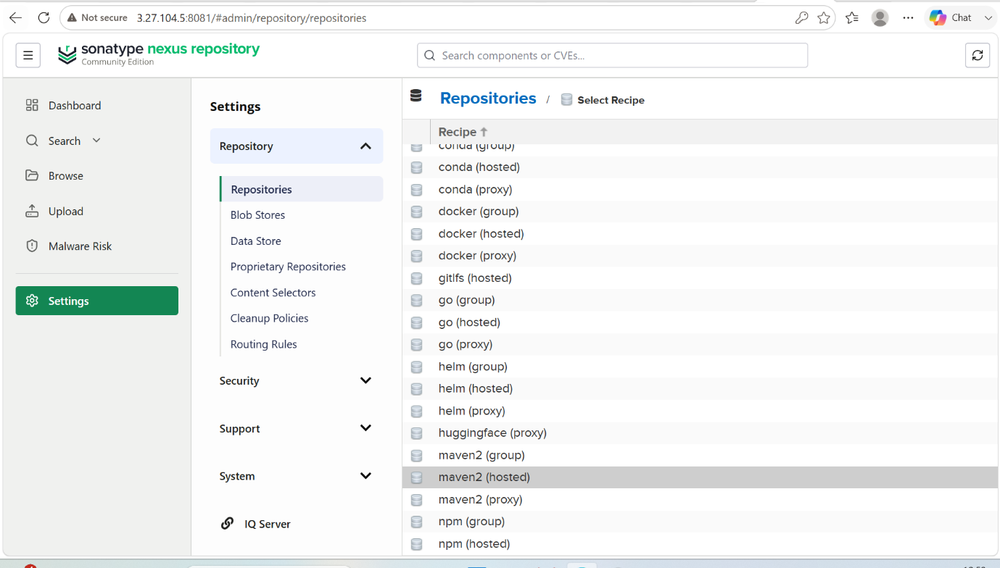 Not secure 3.27.104.5:8081/#admin/repository/repositories
Chat
sonatype nexus repository
Community Edition
Search components or CVEs...
Dashboard
Search
Browse
Upload
Malware Risk
Settings
Settings
Repository
Repositories
Blob Stores
Data Store
Proprietary Repositories
Content Selectors
Cleanup Policies
Routing Rules
Security
Support
System
IQ Server
Repositories / Select Recipe
Recipe
conda (group)
conda (hosted)
conda (proxy)
docker (group)
docker (hosted)
docker (proxy)
gitlfs (hosted)
go (group)
go (hosted)
go (proxy)
helm (group)
helm (hosted)
helm (proxy)
huggingface (proxy)
maven2 (group)
maven2 (hosted)
maven2 (proxy)
npm (group)
npm (hosted)